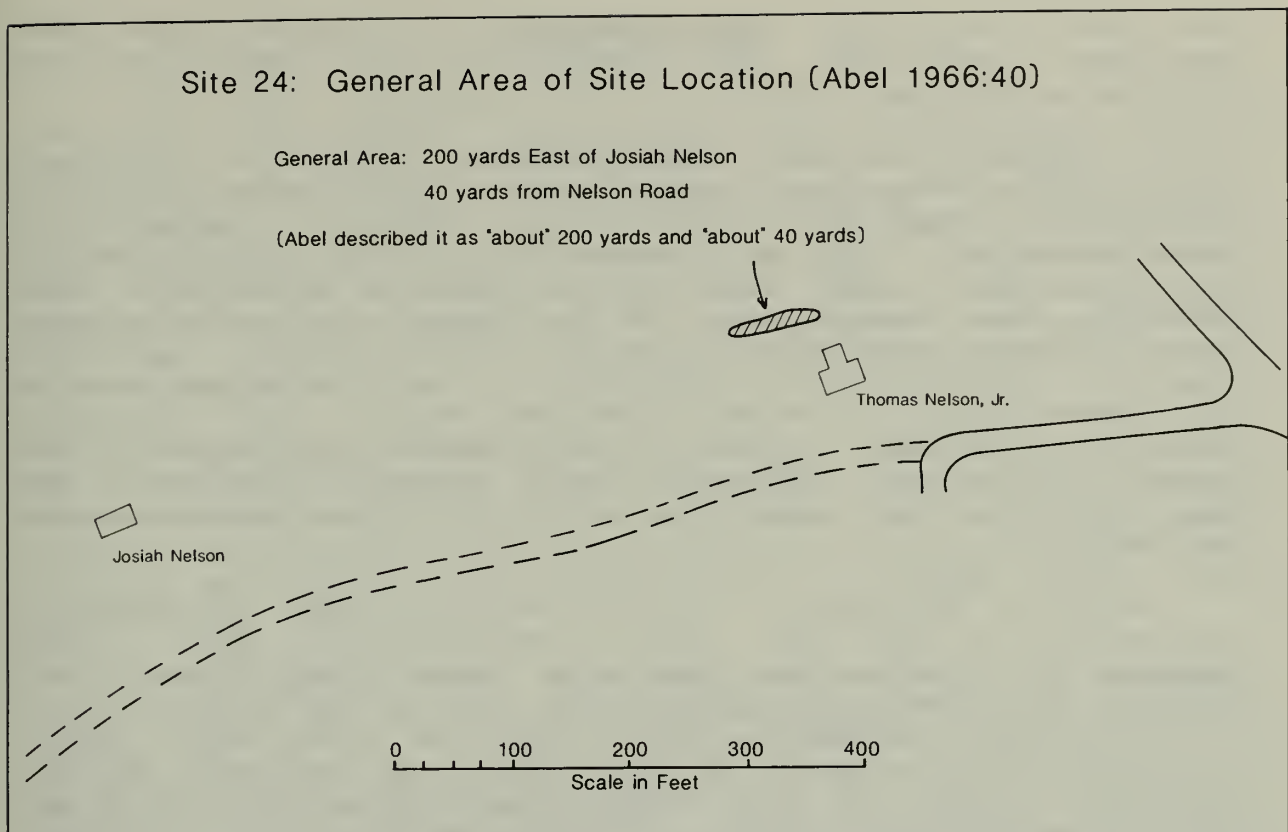 Site 24: General Area of Site Location (Abel 1966:40)
General Area: 200 yards East of Josiah Nelson
40 yards from Nelson Road
(Abel described it as "about" 200 yards and "about" 40 yards)
Thomas Nelson, Jr.
Josiah Nelson
0 100 200 300 400
Scale in Feet